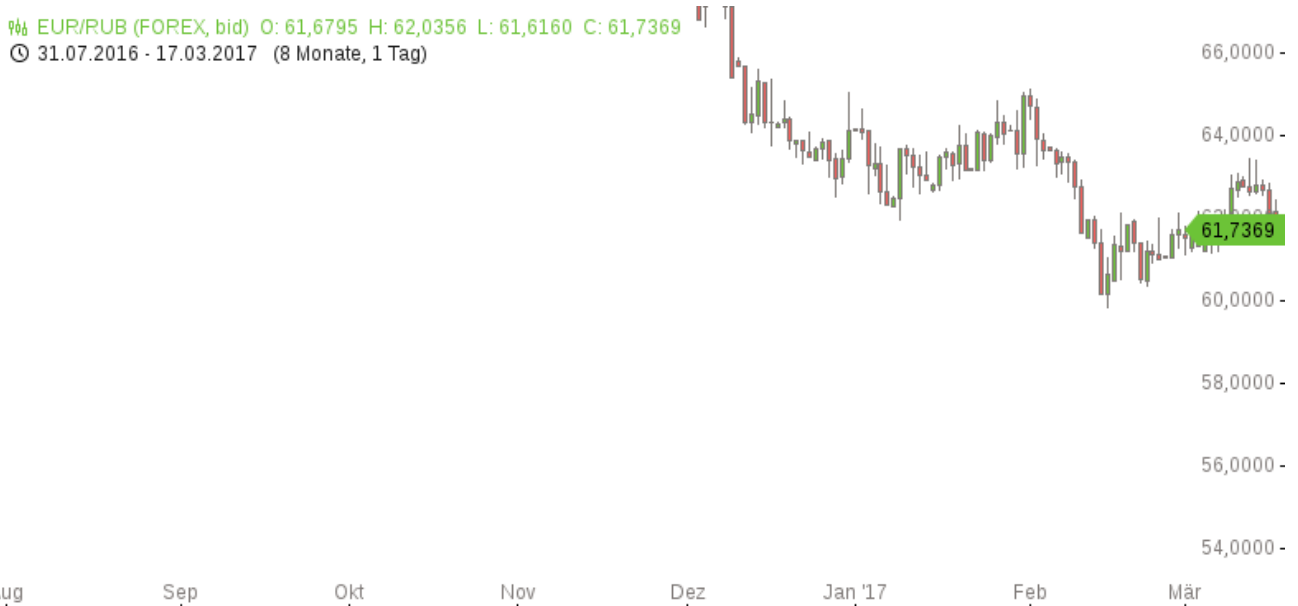 EUR/RUB (FOREX, bid) O: 61,6795 H: 62,0356 L: 61,6160 C: 61,7369
31.07.2016 - 17.03.2017 (8 Monate, 1 Tag)
66,0000
64,0000
61,7369
60,0000
58,0000
56,0000
54,0000
ug Sep Okt Nov Dez Jan '17 Feb Mär